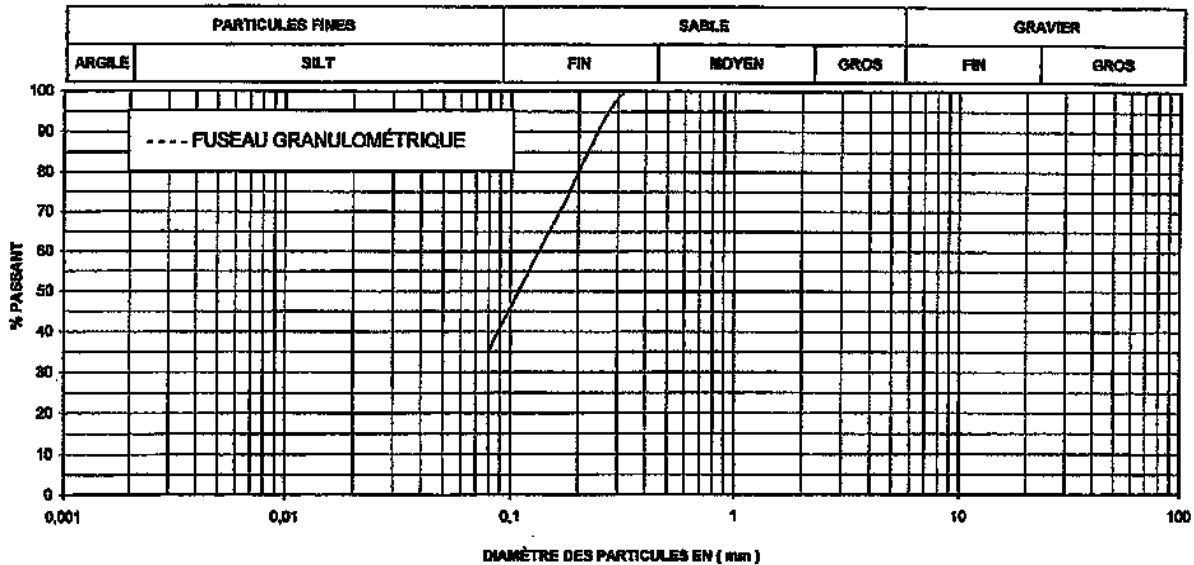 PARTICULES FINES SABLE GRAVIER
ARGILE SILT FIN MOYEN GROS FIN GROS
100
90
80
70
60
50
40
30
20
10
0
% PASSANT
---- FUSEAU GRANULOMÉTRIQUE
0,001 0,01 0,1 1 10 100
DIAMÈTRE DES PARTICULES EN ( mm )